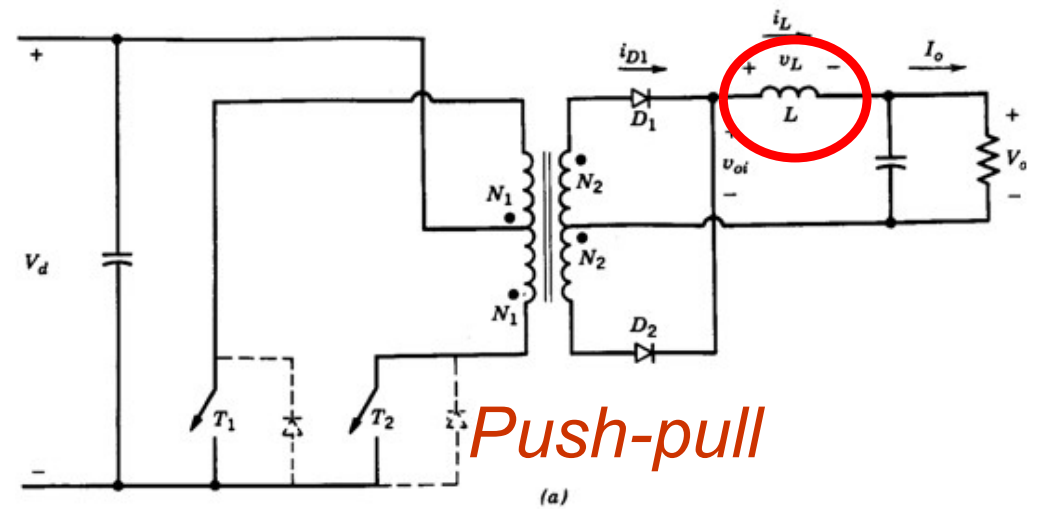 i_L
+ v_L −
L
i_D1
D_1
I_o
+
V_o
−
+
v_oi
−
+
V_d
−
N_1
N_1
N_2
N_2
D_2
T_1
T_2
Push-pull
(a)